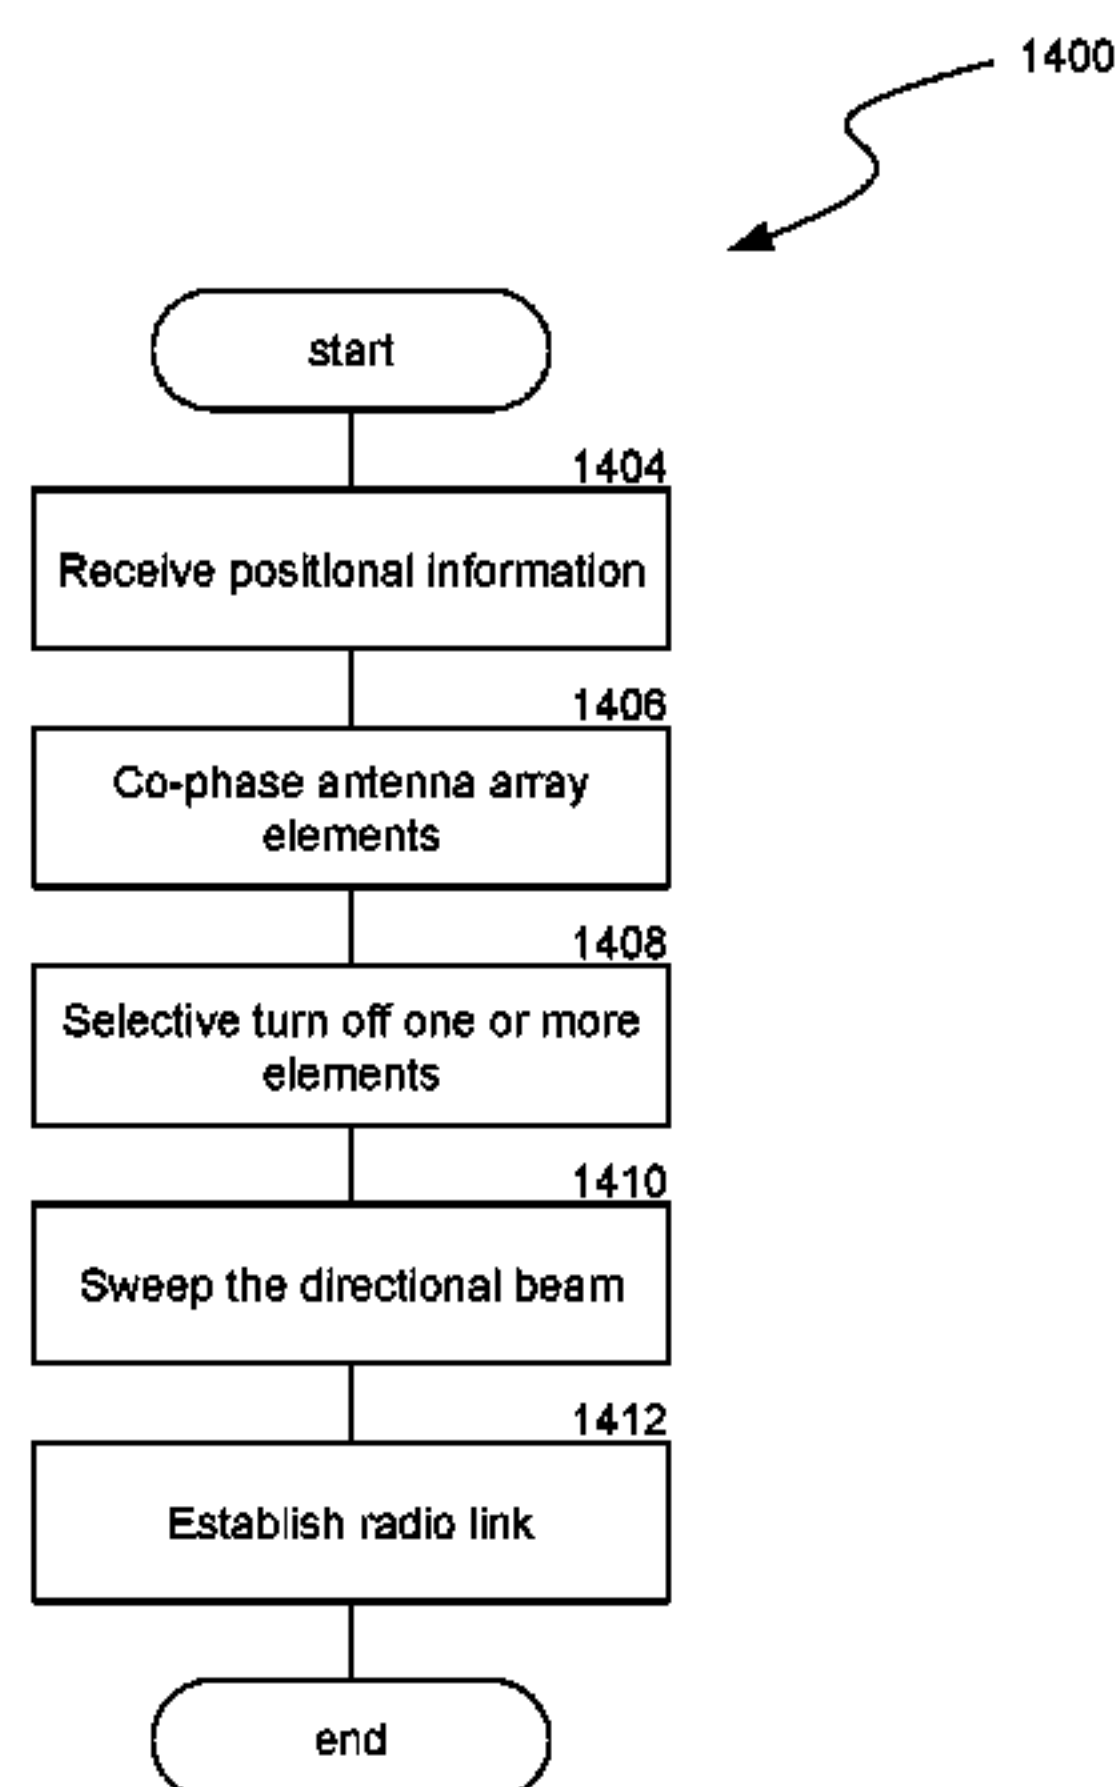 1400
start
1404
Receive positional information
1406
Co-phase antenna array
elements
1408
Selective turn off one or more
elements
1410
Sweep the directional beam
1412
Establish radio link
end